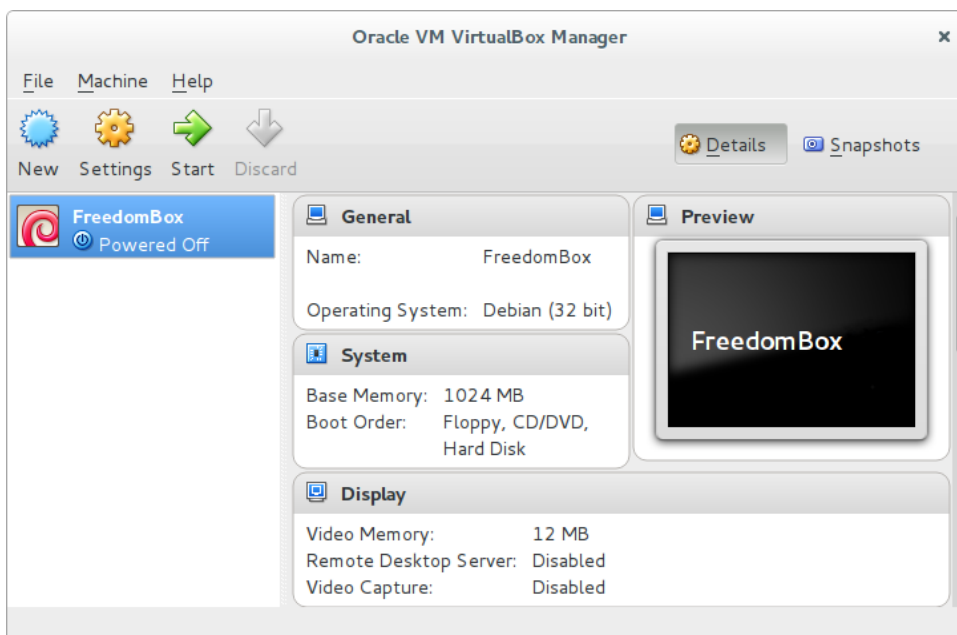 Oracle VM VirtualBox Manager
File Machine Help
New Settings Start Discard
Details Snapshots
FreedomBox
Powered Off
General
Name: FreedomBox
Operating System: Debian (32 bit)
Preview
FreedomBox
System
Base Memory: 1024 MB
Boot Order: Floppy, CD/DVD,
Hard Disk
Display
Video Memory: 12 MB
Remote Desktop Server: Disabled
Video Capture: Disabled